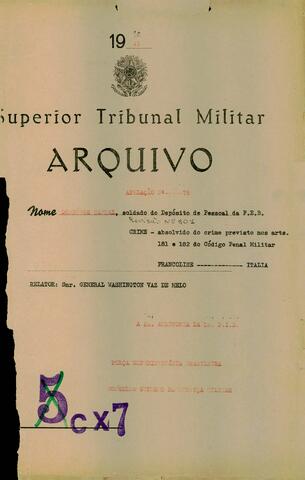 19
Superior Tribunal Militar
ARQUIVO
APELAÇÃO
Nome soldado do Depósito de Pessoal da F.E.B.
CRIME - absolvido do crime previsto nos arts.
181 e 182 do Código Penal Militar
FRANCOLISE ------------ ITALIA
RELATOR: Snr. GENERAL WASHINGTON VAZ DE MELO
FORÇA EXPEDICIONÁRIA BRASILEIRA
5 cx7